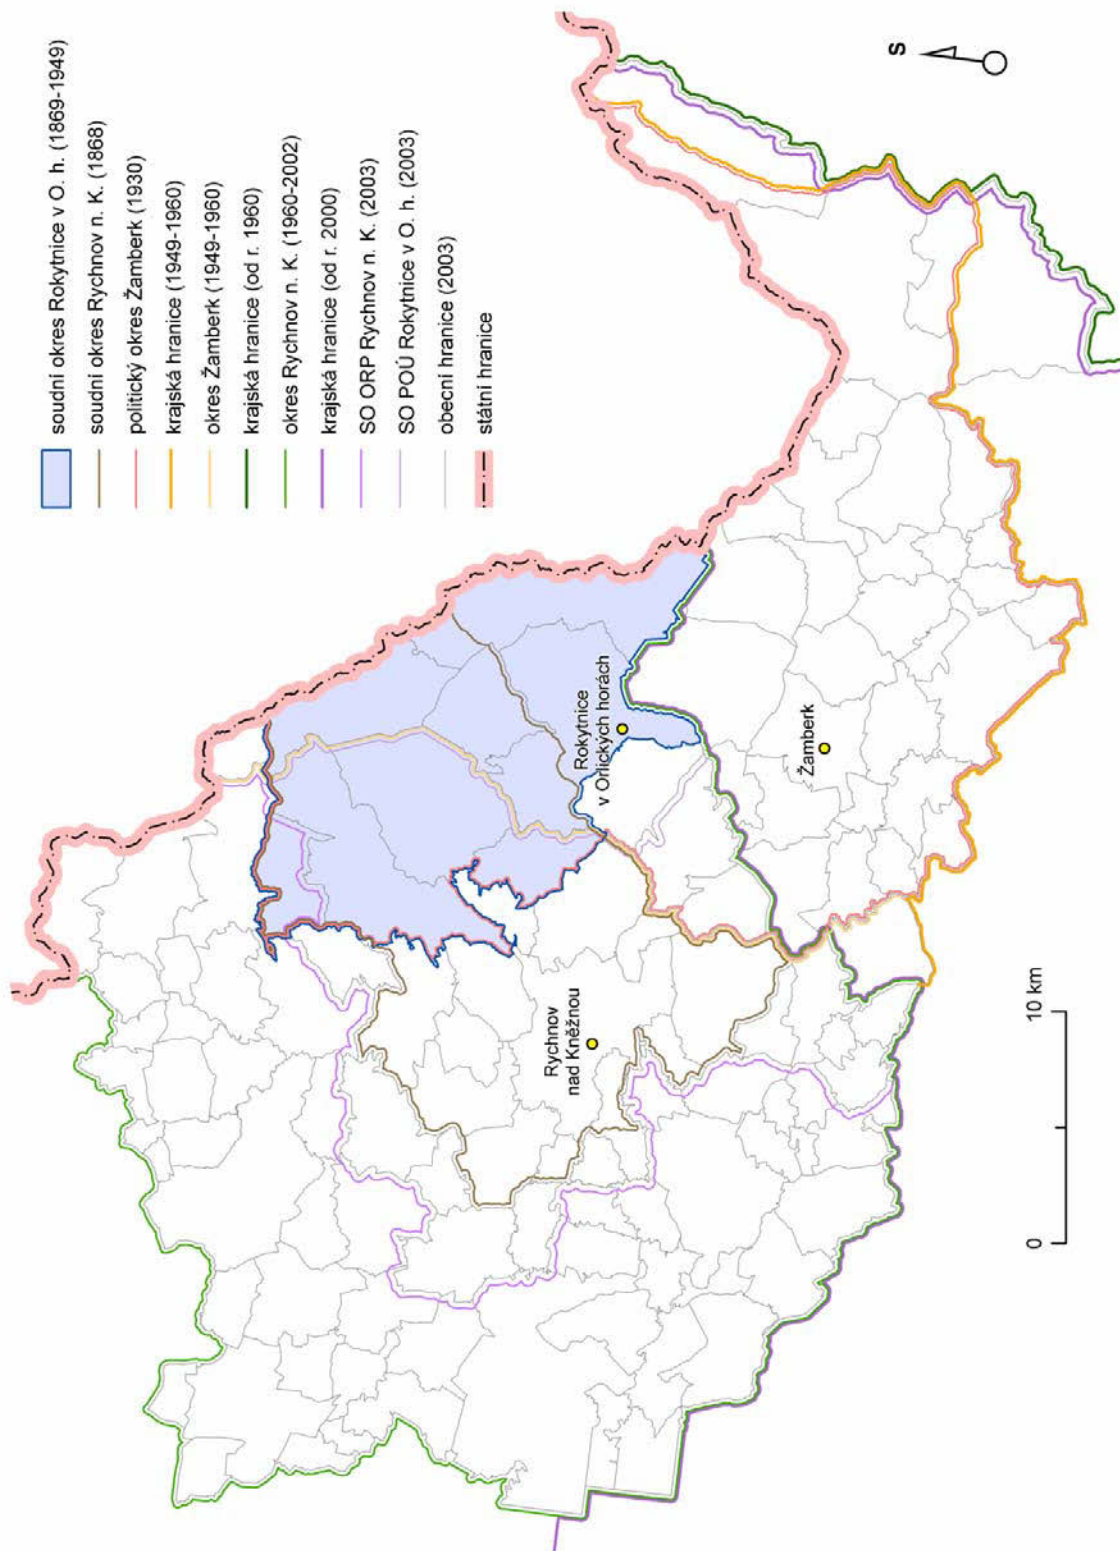 soudní okres Rokytnice v O. h. (1869-1949)
soudní okres Rychnov n. K. (1868)
politický okres Žamberk (1930)
krajská hranice (1949-1960)
okres Žamberk (1949-1960)
krajská hranice (od r. 1960)
okres Rychnov n. K. (1960-2002)
krajská hranice (od r. 2000)
SO ORP Rychnov n. K. (2003)
SO POÚ Rokytnice v O. h. (2003)
obecní hranice (2003)
státní hranice
S
Rokytnice
v Orlických horách
Rychnov
nad Kněžnou
Žamberk
0
10 km